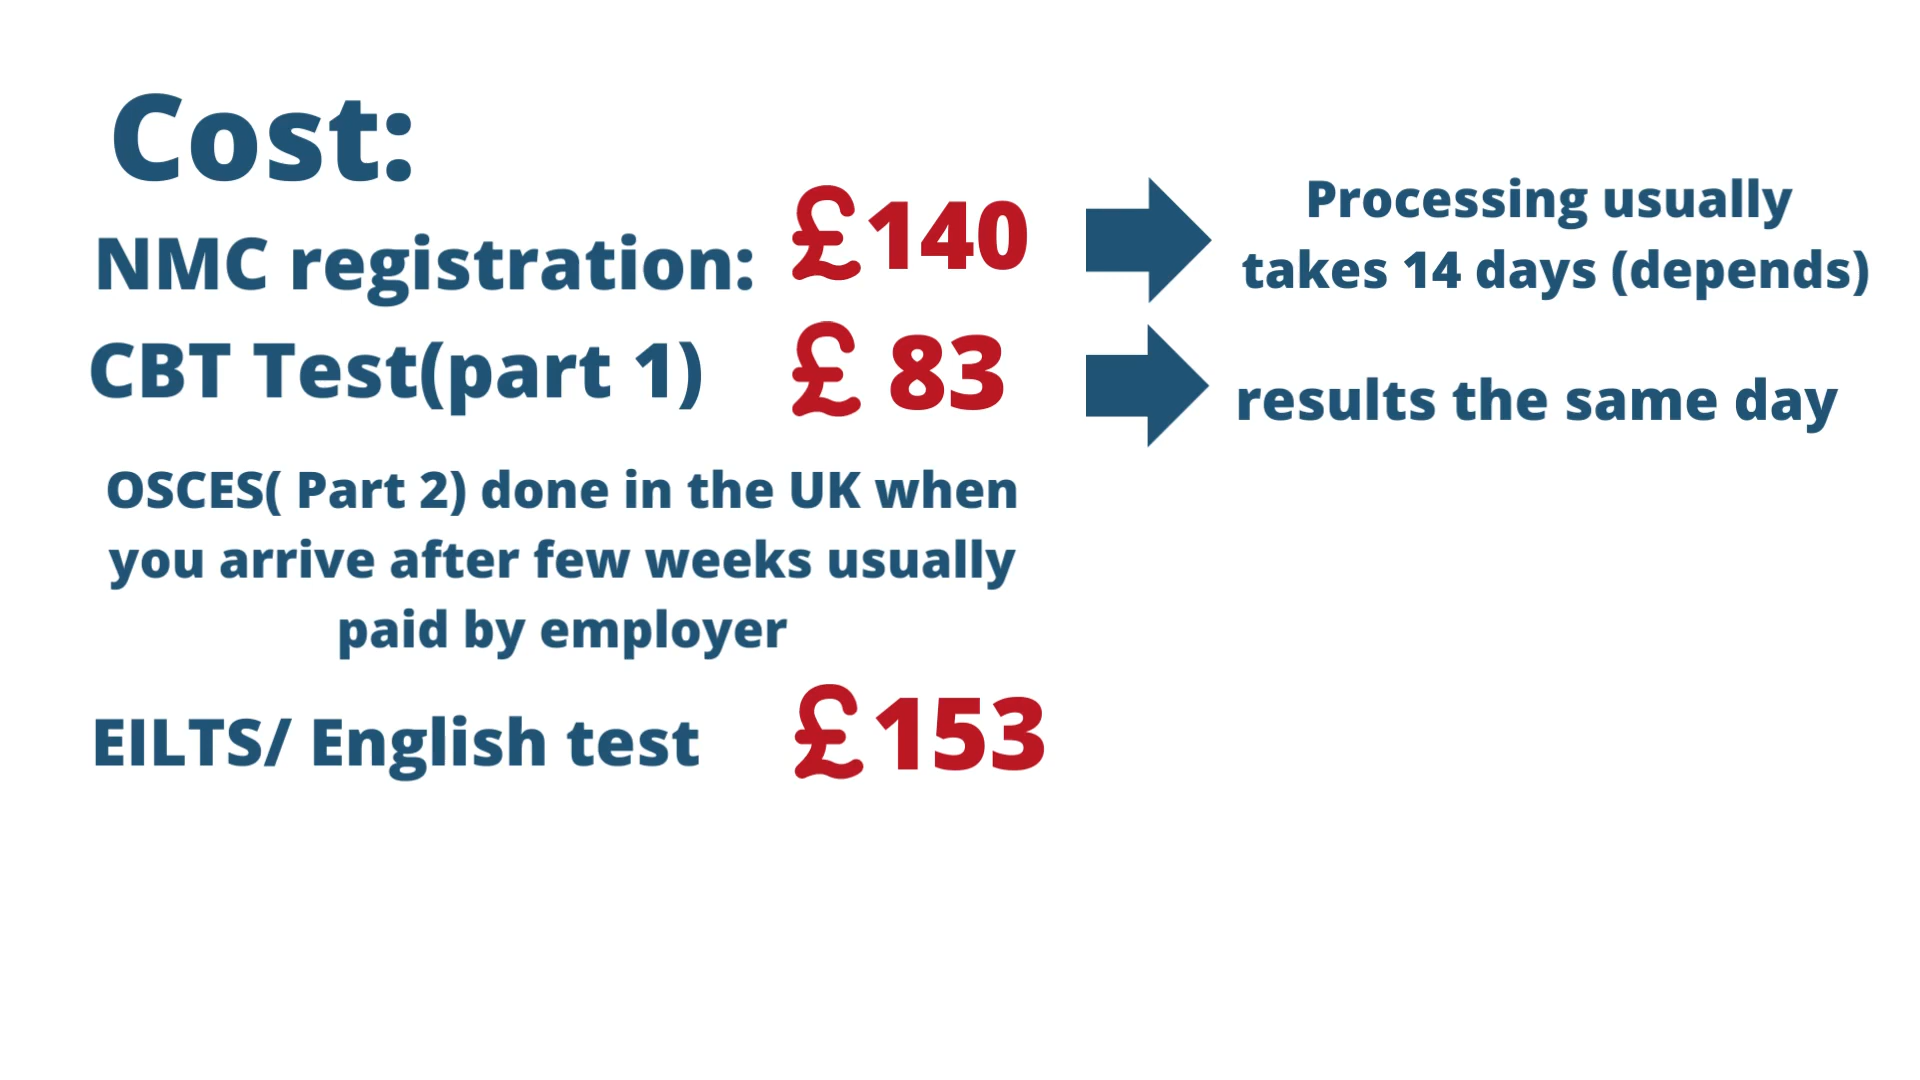 Cost:
NMC registration: £140
Processing usually
takes 14 days (depends)
CBT Test(part 1) £ 83
results the same day
OSCES( Part 2) done in the UK when
you arrive after few weeks usually
paid by employer
EILTS/ English test £153